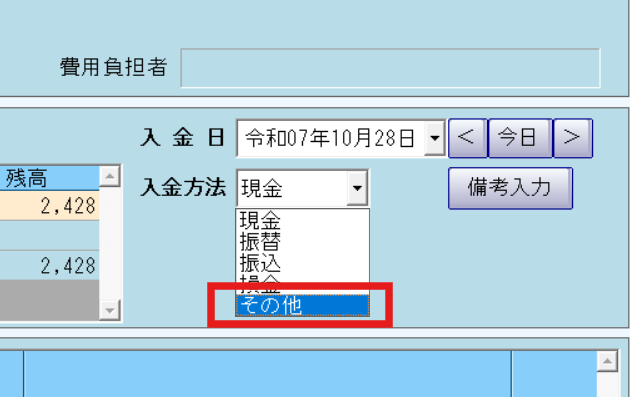 費用負担者
入金日 令和07年10月28日 < 今日 >
残高
2,428
2,428
入金方法 現金 備考入力
現金
振替
振込
損金
その他